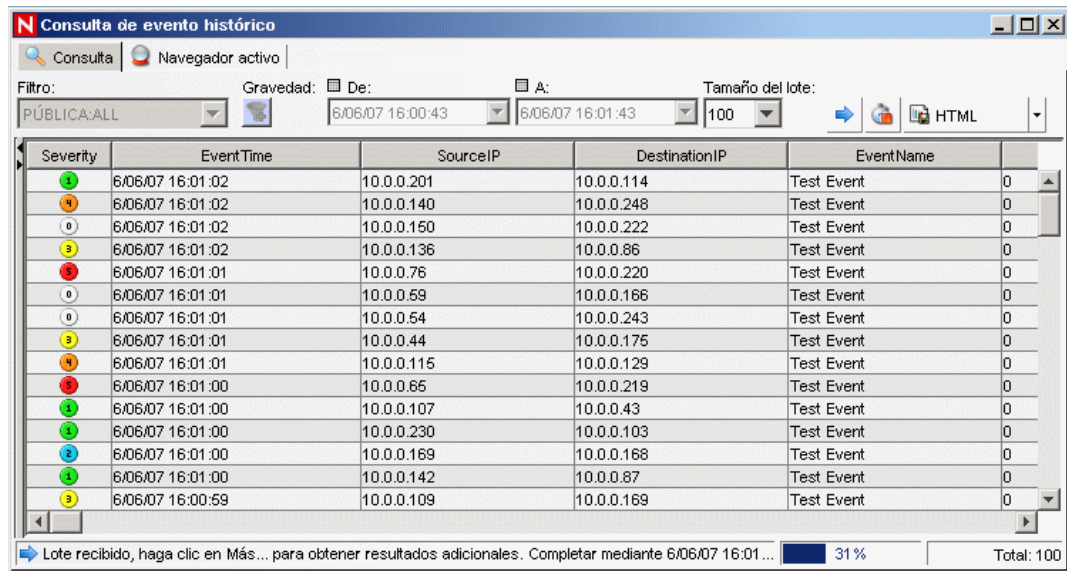 N Consulta de evento histórico
Consulta Navegador activo
Filtro: Gravedad: De: A: Tamaño del lote:
PÚBLICA:ALL 6/06/07 16:00:43 6/06/07 16:01:43 100 HTML
Severity EventTime SourceIP DestinationIP EventName
1 6/06/07 16:01:02 10.0.0.201 10.0.0.114 Test Event 0
4 6/06/07 16:01:02 10.0.0.140 10.0.0.248 Test Event 0
0 6/06/07 16:01:02 10.0.0.150 10.0.0.222 Test Event 0
3 6/06/07 16:01:02 10.0.0.136 10.0.0.86 Test Event 0
5 6/06/07 16:01:01 10.0.0.76 10.0.0.220 Test Event 0
0 6/06/07 16:01:01 10.0.0.59 10.0.0.166 Test Event 0
0 6/06/07 16:01:01 10.0.0.54 10.0.0.243 Test Event 0
3 6/06/07 16:01:01 10.0.0.44 10.0.0.175 Test Event 0
4 6/06/07 16:01:01 10.0.0.115 10.0.0.129 Test Event 0
5 6/06/07 16:01:00 10.0.0.65 10.0.0.219 Test Event 0
1 6/06/07 16:01:00 10.0.0.107 10.0.0.43 Test Event 0
1 6/06/07 16:01:00 10.0.0.230 10.0.0.103 Test Event 0
2 6/06/07 16:01:00 10.0.0.169 10.0.0.168 Test Event 0
1 6/06/07 16:01:00 10.0.0.142 10.0.0.87 Test Event 0
3 6/06/07 16:00:59 10.0.0.109 10.0.0.169 Test Event 0
Lote recibido, haga clic en Más... para obtener resultados adicionales. Completar mediante 6/06/07 16:01... 31 % Total: 100